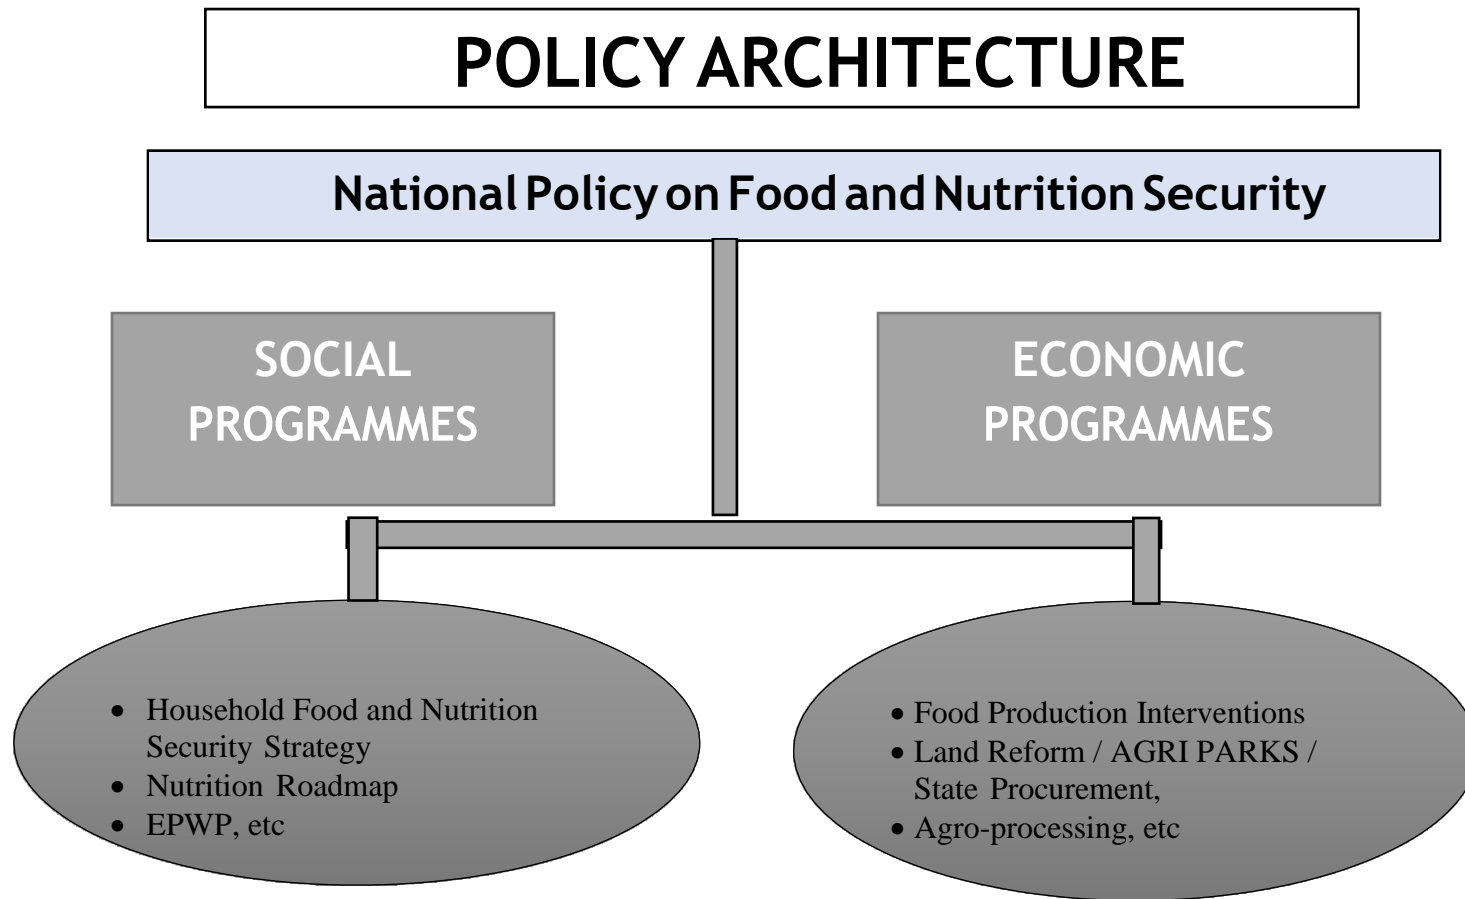 POLICY ARCHITECTURE
National Policy on Food and Nutrition Security
SOCIAL
PROGRAMMES
ECONOMIC
PROGRAMMES
• Household Food and Nutrition
Security Strategy
• Nutrition Roadmap
• EPWP, etc
• Food Production Interventions
• Land Reform / AGRI PARKS /
State Procurement,
• Agro-processing, etc